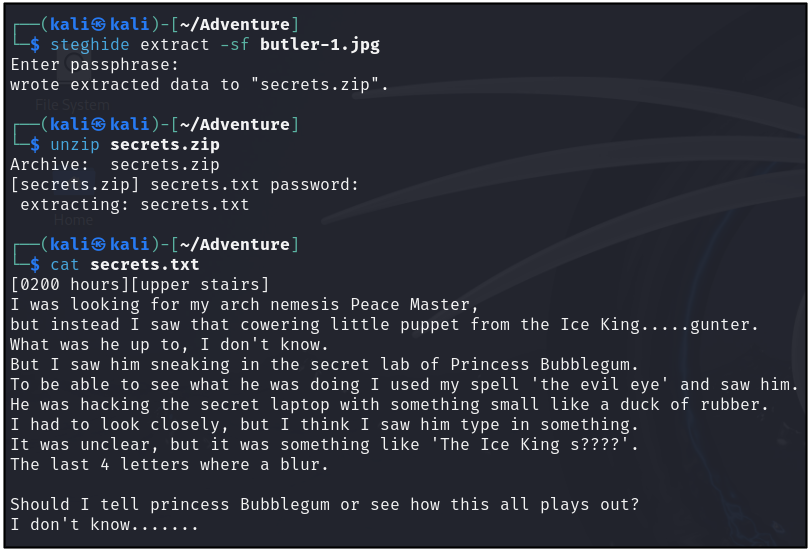 ┌──(kali㉿kali)-[~/Adventure]
└─$ steghide extract -sf butler-1.jpg
Enter passphrase:
wrote extracted data to "secrets.zip".
File System
┌──(kali㉿kali)-[~/Adventure]
└─$ unzip secrets.zip
Archive:  secrets.zip
[secrets.zip] secrets.txt password:
 extracting: secrets.txt
Home
┌──(kali㉿kali)-[~/Adventure]
└─$ cat secrets.txt
[0200 hours][upper stairs]
I was looking for my arch nemesis Peace Master,
but instead I saw that cowering little puppet from the Ice King.....gunter.
What was he up to, I don't know.
But I saw him sneaking in the secret lab of Princess Bubblegum.
To be able to see what he was doing I used my spell 'the evil eye' and saw him.
He was hacking the secret laptop with something small like a duck of rubber.
I had to look closely, but I think I saw him type in something.
It was unclear, but it was something like 'The Ice King s????'.
The last 4 letters where a blur.

Should I tell princess Bubblegum or see how this all plays out?
I don't know.......